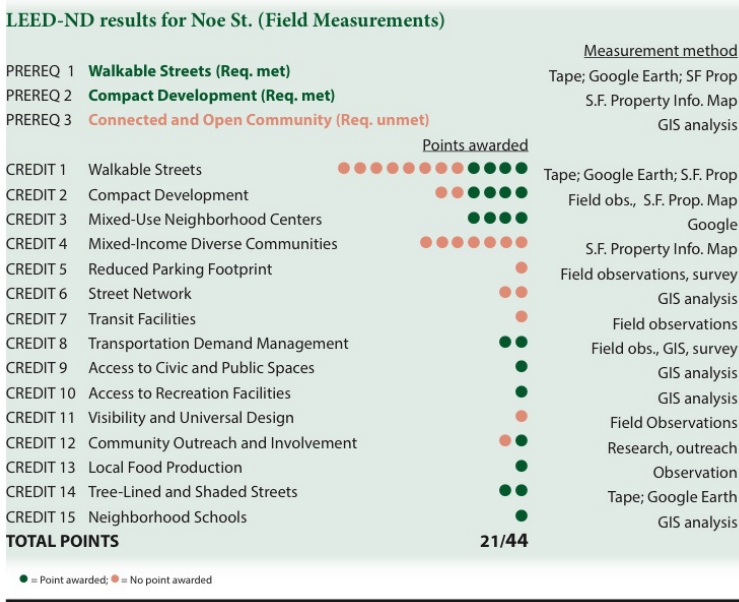 LEED-ND results for Noe St. (Field Measurements)
Measurement method
PREREQ 1 Walkable Streets (Req. met) Tape; Google Earth; SF Prop
PREREQ 2 Compact Development (Req. met) S.F. Property Info. Map
PREREQ 3 Connected and Open Community (Req. unmet) GIS analysis
Points awarded
CREDIT 1 Walkable Streets Tape; Google Earth; S.F. Prop
CREDIT 2 Compact Development Field obs., S.F. Prop. Map
CREDIT 3 Mixed-Use Neighborhood Centers Google
CREDIT 4 Mixed-Income Diverse Communities S.F. Property Info. Map
CREDIT 5 Reduced Parking Footprint Field observations, survey
CREDIT 6 Street Network GIS analysis
CREDIT 7 Transit Facilities Field observations
CREDIT 8 Transportation Demand Management Field obs., GIS, survey
CREDIT 9 Access to Civic and Public Spaces GIS analysis
CREDIT 10 Access to Recreation Facilities GIS analysis
CREDIT 11 Visibility and Universal Design Field Observations
CREDIT 12 Community Outreach and Involvement Research, outreach
CREDIT 13 Local Food Production Observation
CREDIT 14 Tree-Lined and Shaded Streets Tape; Google Earth
CREDIT 15 Neighborhood Schools GIS analysis
TOTAL POINTS 21/44
= Point awarded; = No point awarded